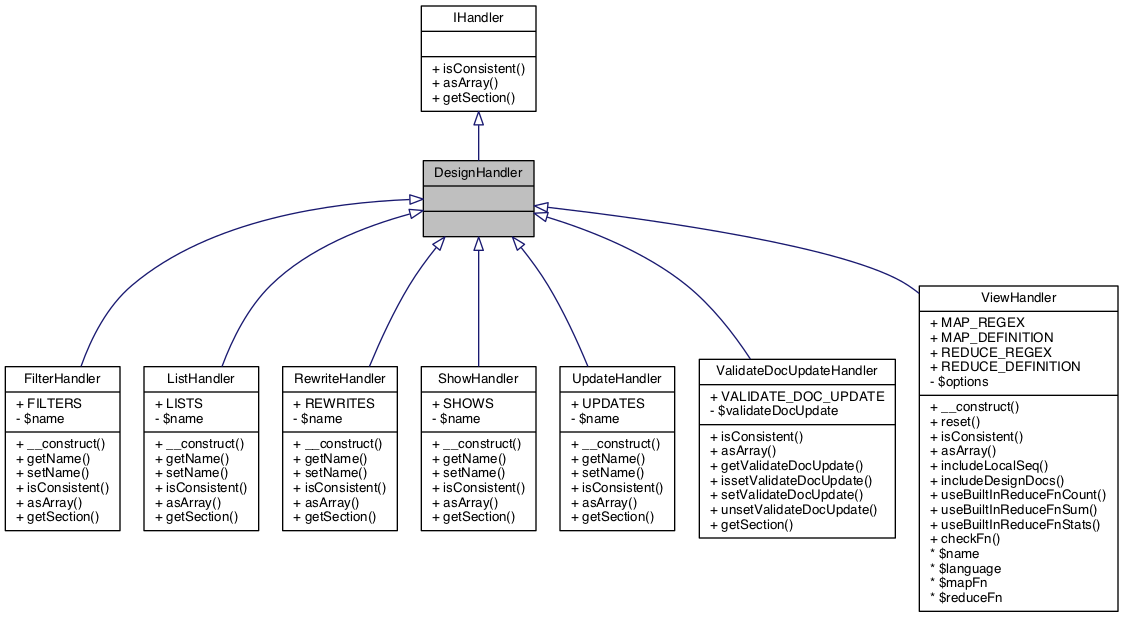 IHandler
+ isConsistent()
+ asArray()
+ getSection()
DesignHandler
FilterHandler
+ FILTERS
- $name
+ __construct()
+ getName()
+ setName()
+ isConsistent()
+ asArray()
+ getSection()
ListHandler
+ LISTS
- $name
+ __construct()
+ getName()
+ setName()
+ isConsistent()
+ asArray()
+ getSection()
RewriteHandler
+ REWRITES
- $name
+ __construct()
+ getName()
+ setName()
+ isConsistent()
+ asArray()
+ getSection()
ShowHandler
+ SHOWS
- $name
+ __construct()
+ getName()
+ setName()
+ isConsistent()
+ asArray()
+ getSection()
UpdateHandler
+ UPDATES
- $name
+ __construct()
+ getName()
+ setName()
+ isConsistent()
+ asArray()
+ getSection()
ValidateDocUpdateHandler
+ VALIDATE_DOC_UPDATE
- $validateDocUpdate
+ isConsistent()
+ asArray()
+ getValidateDocUpdate()
+ issetValidateDocUpdate()
+ setValidateDocUpdate()
+ unsetValidateDocUpdate()
+ getSection()
ViewHandler
+ MAP_REGEX
+ MAP_DEFINITION
+ REDUCE_REGEX
+ REDUCE_DEFINITION
- $options
+ __construct()
+ reset()
+ isConsistent()
+ asArray()
+ includeLocalSeq()
+ includeDesignDocs()
+ useBuiltInReduceFnCount()
+ useBuiltInReduceFnSum()
+ useBuiltInReduceFnStats()
+ checkFn()
* $name
* $language
* $mapFn
* $reduceFn